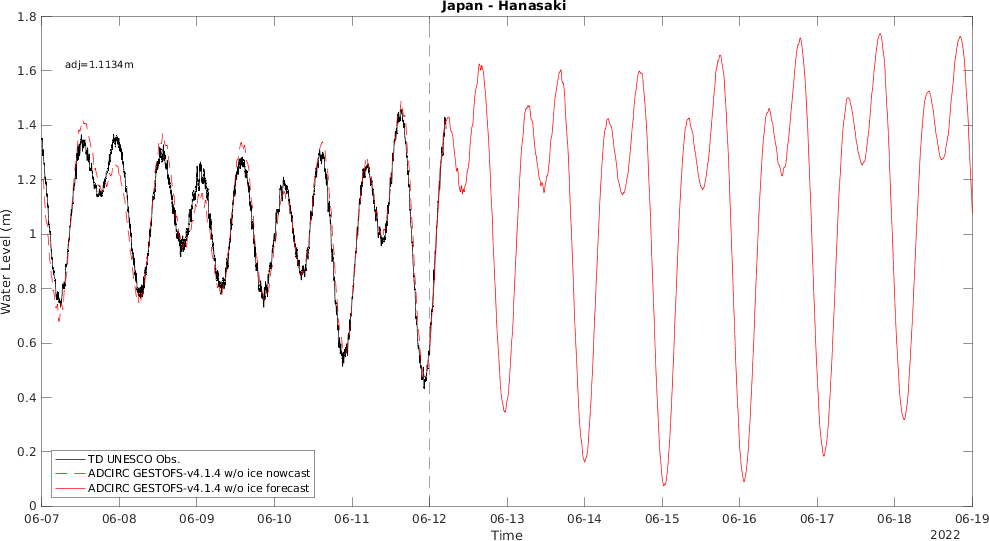 Japan - Hanasaki
1.8
1.6
1.4
1.2
1
0.8
0.6
0.4
0.2
0
Water Level (m)
adj=1.1134m
TD UNESCO Obs.
ADCIRC GESTOFS-v4.1.4 w/o ice nowcast
ADCIRC GESTOFS-v4.1.4 w/o ice forecast
06-07 06-08 06-09 06-10 06-11 06-12 06-13 06-14 06-15 06-16 06-17 06-18 06-19
Time
2022